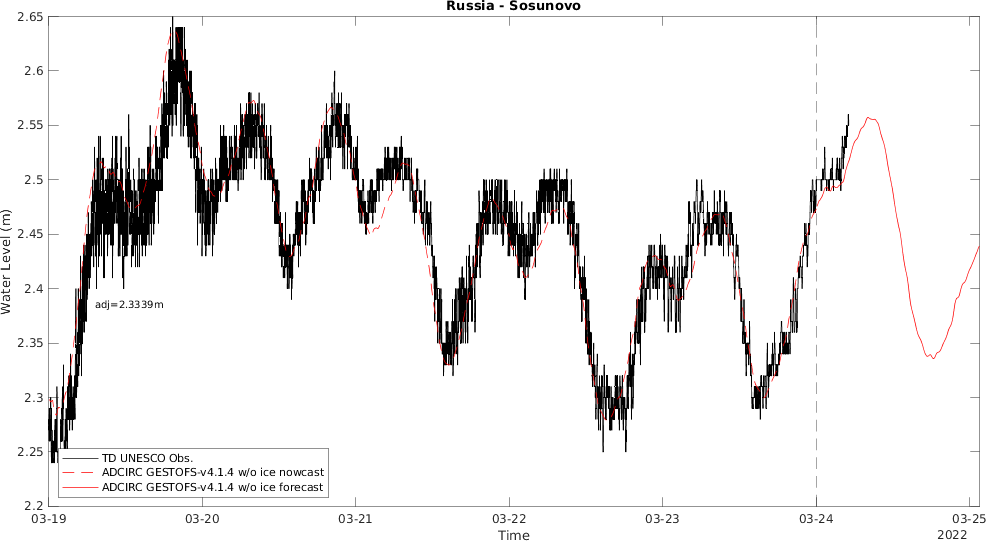 Russia - Sosunovo
2.65
2.6
2.55
2.5
2.45
2.4
2.35
2.3
2.25
2.2
Water Level (m)
adj=2.3339m
TD UNESCO Obs.
ADCIRC GESTOFS-v4.1.4 w/o ice nowcast
ADCIRC GESTOFS-v4.1.4 w/o ice forecast
03-19 03-20 03-21 03-22 03-23 03-24 03-25
Time
2022